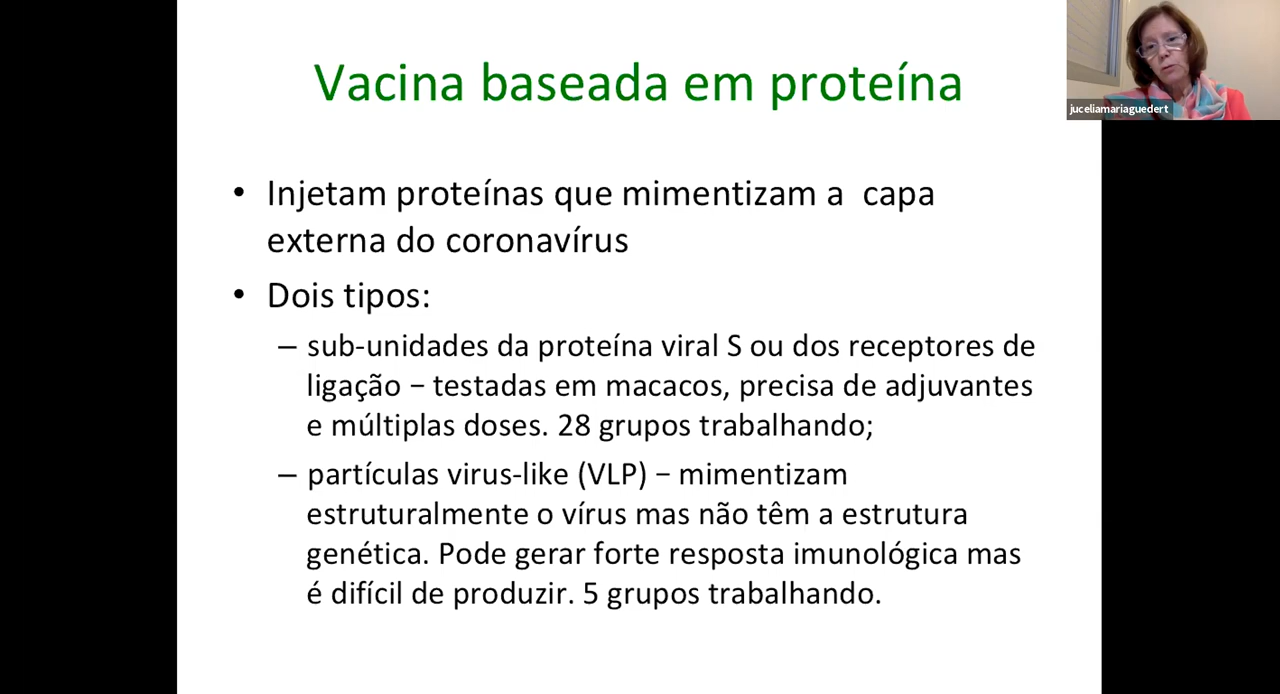 Vacina baseada em proteína
juceliamariaguedert
• Injetam proteínas que mimentizam a  capa
externa do coronavírus
• Dois tipos:
– sub-unidades da proteína viral S ou dos receptores de
ligação – testadas em macacos, precisa de adjuvantes
e múltiplas doses. 28 grupos trabalhando;
– partículas virus-like (VLP) – mimentizam
estruturalmente o vírus mas não têm a estrutura
genética. Pode gerar forte resposta imunológica mas
é difícil de produzir. 5 grupos trabalhando.